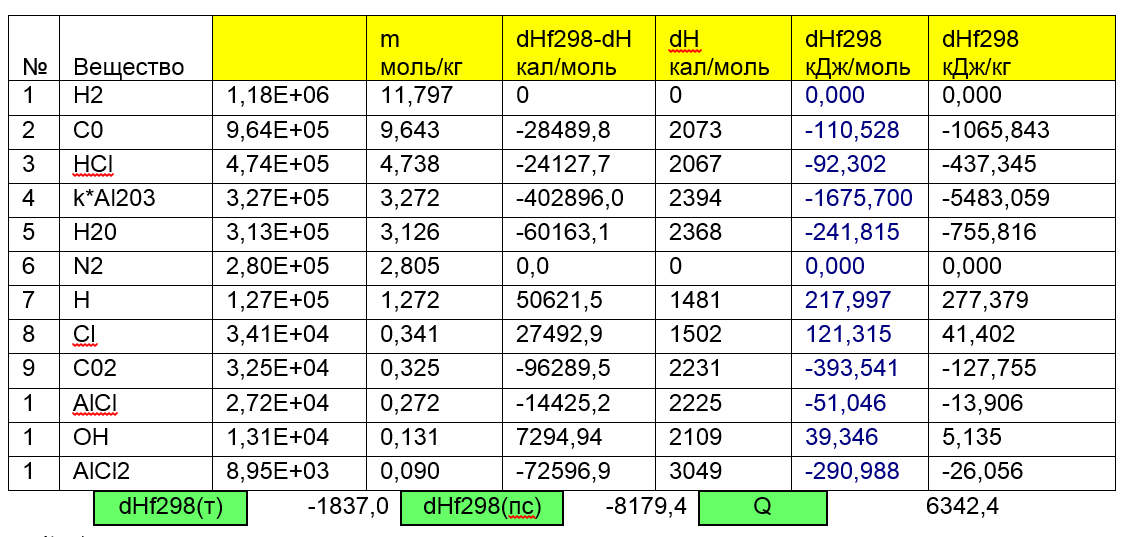 m dHf298-dH dH dHf298 dHf298
№ Вещество моль/кг кал/моль кал/моль кДж/моль кДж/кг
1 H2 1,18E+06 11,797 0 0 0,000 0,000
2 C0 9,64E+05 9,643 -28489,8 2073 -110,528 -1065,843
3 HCl 4,74E+05 4,738 -24127,7 2067 -92,302 -437,345
4 k*Al203 3,27E+05 3,272 -402896,0 2394 -1675,700 -5483,059
5 H20 3,13E+05 3,126 -60163,1 2368 -241,815 -755,816
6 N2 2,80E+05 2,805 0,0 0 0,000 0,000
7 H 1,27E+05 1,272 50621,5 1481 217,997 277,379
8 Cl 3,41E+04 0,341 27492,9 1502 121,315 41,402
9 C02 3,25E+04 0,325 -96289,5 2231 -393,541 -127,755
1 AlCl 2,72E+04 0,272 -14425,2 2225 -51,046 -13,906
1 OH 1,31E+04 0,131 7294,94 2109 39,346 5,135
1 AlCl2 8,95E+03 0,090 -72596,9 3049 -290,988 -26,056
dHf298(т) -1837,0 dHf298(пс) -8179,4 Q 6342,4